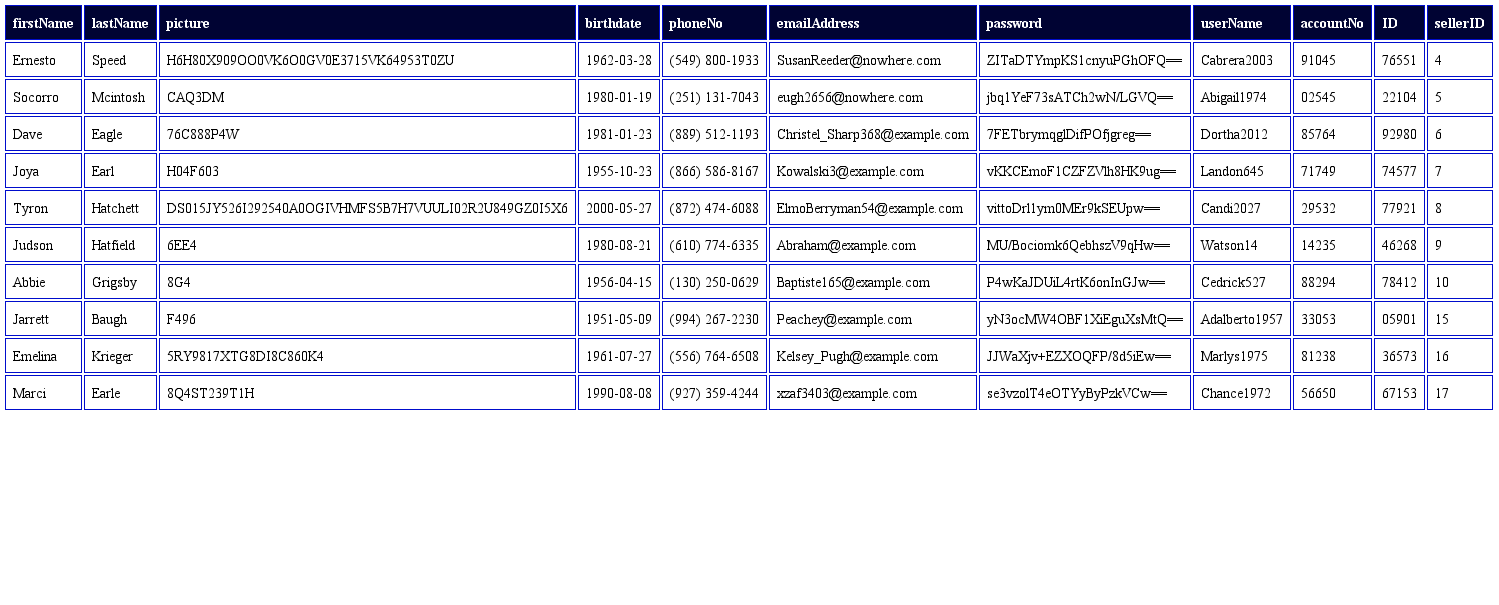 firstName lastName picture birthdate phoneNo emailAddress password userName accountNo ID sellerID
Ernesto Speed H6H80X909OO0VK6O0GV0E3715VK64953T0ZU 1962-03-28 (549) 800-1933 SusanReeder@nowhere.com ZITaDTYmpKS1cnyuPGhOFQ== Cabrera2003 91045 76551 4
Socorro Mcintosh CAQ3DM 1980-01-19 (251) 131-7043 eugh2656@nowhere.com jbq1YeF73sATCh2wN/LGVQ== Abigail1974 02545 22104 5
Dave Eagle 76C888P4W 1981-01-23 (889) 512-1193 Christel_Sharp368@example.com 7FETbrymqglDifPOfjgreg== Dortha2012 85764 92980 6
Joya Earl H04F603 1955-10-23 (866) 586-8167 Kowalski3@example.com vKKCEmoF1CZFZVlh8HK9ug== Landon645 71749 74577 7
Tyron Hatchett DS015JY526I292540A0OGIVHMFS5B7H7VUULI02R2U849GZ0I5X6 2000-05-27 (872) 474-6088 ElmoBerryman54@example.com vittoDrl1ym0MEr9kSEUpw== Candi2027 29532 77921 8
Judson Hatfield 6EE4 1980-08-21 (610) 774-6335 Abraham@example.com MU/Bociomk6QebhszV9qHw== Watson14 14235 46268 9
Abbie Grigsby 8G4 1956-04-15 (130) 250-0629 Baptiste165@example.com P4wKaJDUiL4rtK6onInGJw== Cedrick527 88294 78412 10
Jarrett Baugh F496 1951-05-09 (994) 267-2230 Peachey@example.com yN3ocMW4OBF1XiEguXsMtQ== Adalberto1957 33053 05901 15
Emelina Krieger 5RY9817XTG8DI8C860K4 1961-07-27 (556) 764-6508 Kelsey_Pugh@example.com JJWaXjv+EZXOQFP/8d5iEw== Marlys1975 81238 36573 16
Marci Earle 8Q4ST239T1H 1990-08-08 (927) 359-4244 xzaf3403@example.com se3vzolT4eOTYyByPzkVCw== Chance1972 56650 67153 17